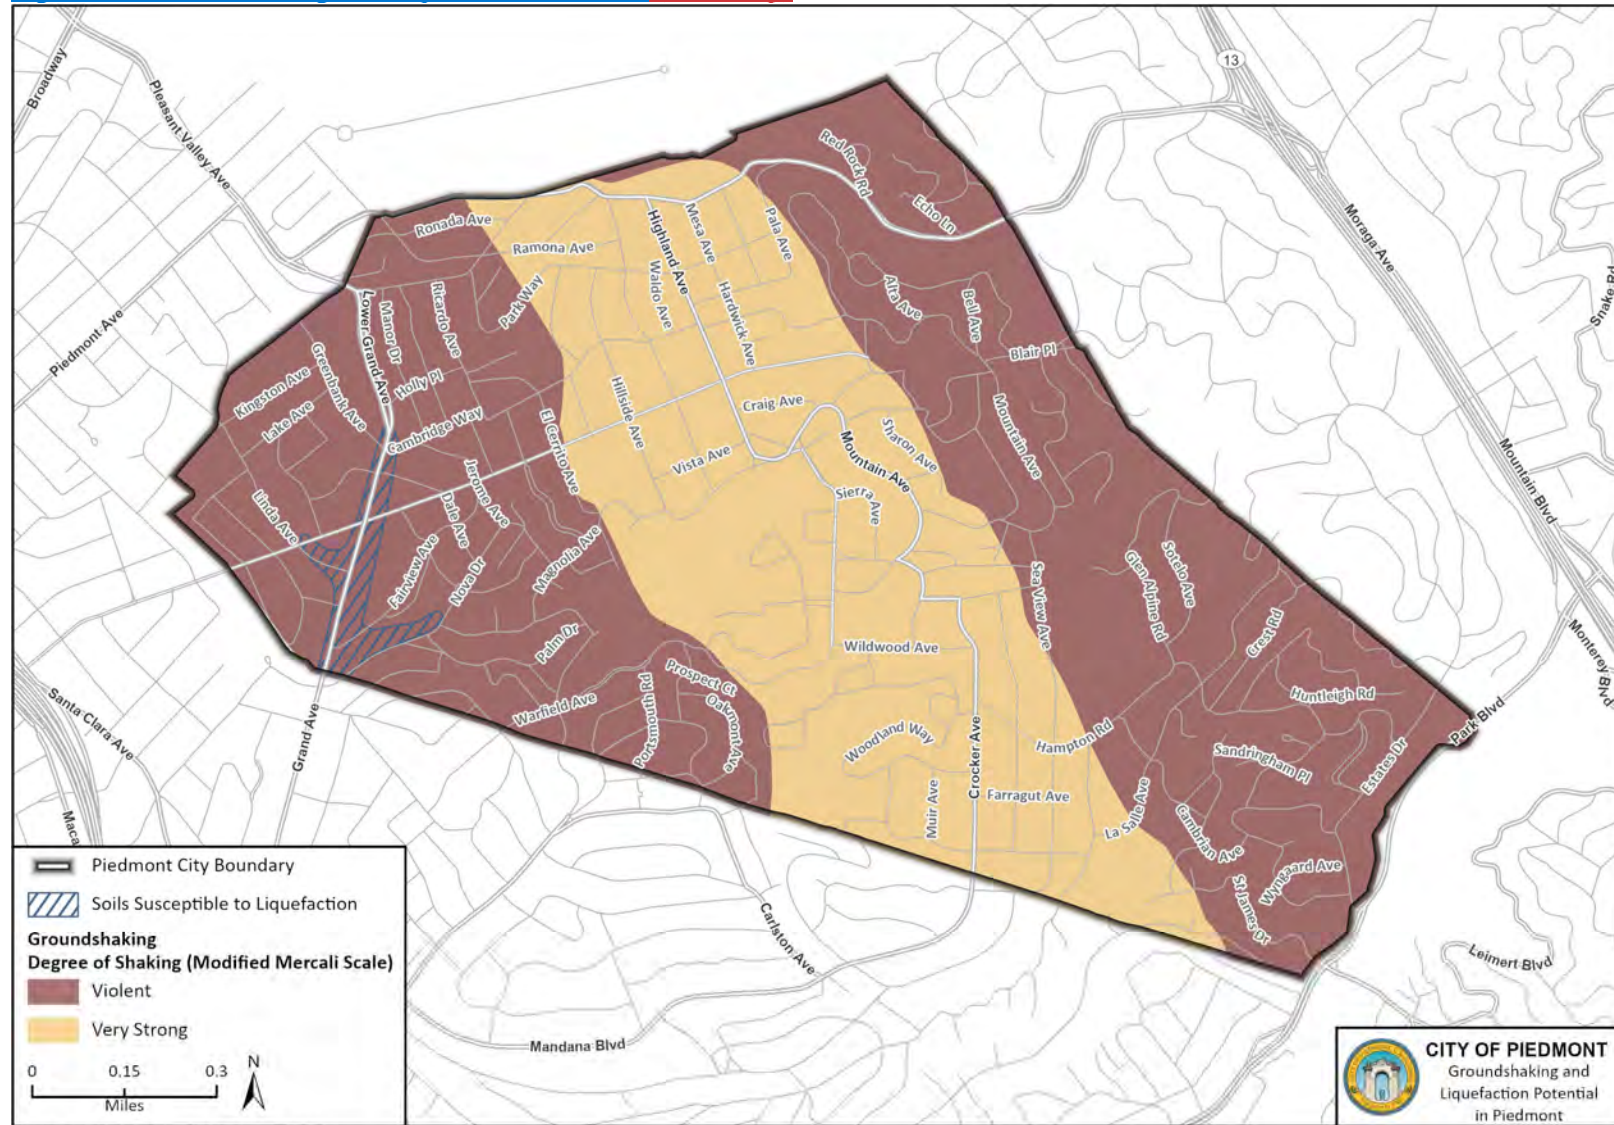 13
Broadway
Pleasant Valley Ave
Red Rock Rd
Echo Ln
Moraga Ave
Snake Rd
Ronada Ave
Ramona Ave
Highland Ave
Mesa Ave
Pala Ave
Waldo Ave
Hardwick Ave
Alta Ave
Bell Ave
Blair Pl
Park Way
Ricardo Ave
Manor Dr
Lower Grand Ave
Piedmont Ave
Greenbank Ave
Kingston Ave
Lake Ave
Holly Pl
Cambridge Way
El Cerrito Ave
Hillside Ave
Craig Ave
Vista Ave
Mountain Ave
Sharon Ave
Mountain Ave
Sierra Ave
Mountain Blvd
Linda Ave
Jerome Ave
Dale Ave
Fairview Ave
Nova Dr
Magnolia Ave
Sea View Ave
Glen Alpine Rd
Sotelo Ave
Crest Rd
Monterey Blvd
Palm Dr
Wildwood Ave
Prospect Ct
Oakmont Ave
Portsmouth Rd
Warfield Ave
Huntleigh Rd
Park Blvd
Santa Clara Ave
Grand Ave
Woodland Way
Crocker Ave
Hampton Rd
Sandringham Pl
Estates Dr
Muir Ave
Farragut Ave
La Salle Ave
Cambrian Ave
Wyngaard Ave
St James Dr
Maca
Carlston Ave
Leimert Blvd
Mandana Blvd
Piedmont City Boundary
Soils Susceptible to Liquefaction
Groundshaking
Degree of Shaking (Modified Mercali Scale)
Violent
Very Strong
0 0.15 0.3
Miles
N
CITY OF PIEDMONT
Groundshaking and
Liquefaction Potential
in Piedmont